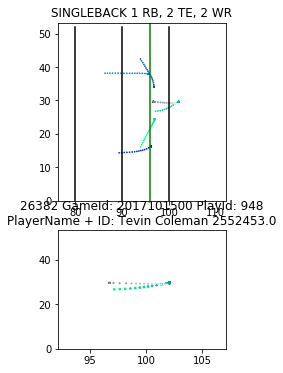 SINGLEBACK 1 RB, 2 TE, 2 WR
50
40
30
20
10
0
80 90 100 110
26382 GameId: 2017101500 PlayId: 948
PlayerName + ID: Tevin Coleman 2552453.0
40
20
0
95 100 105